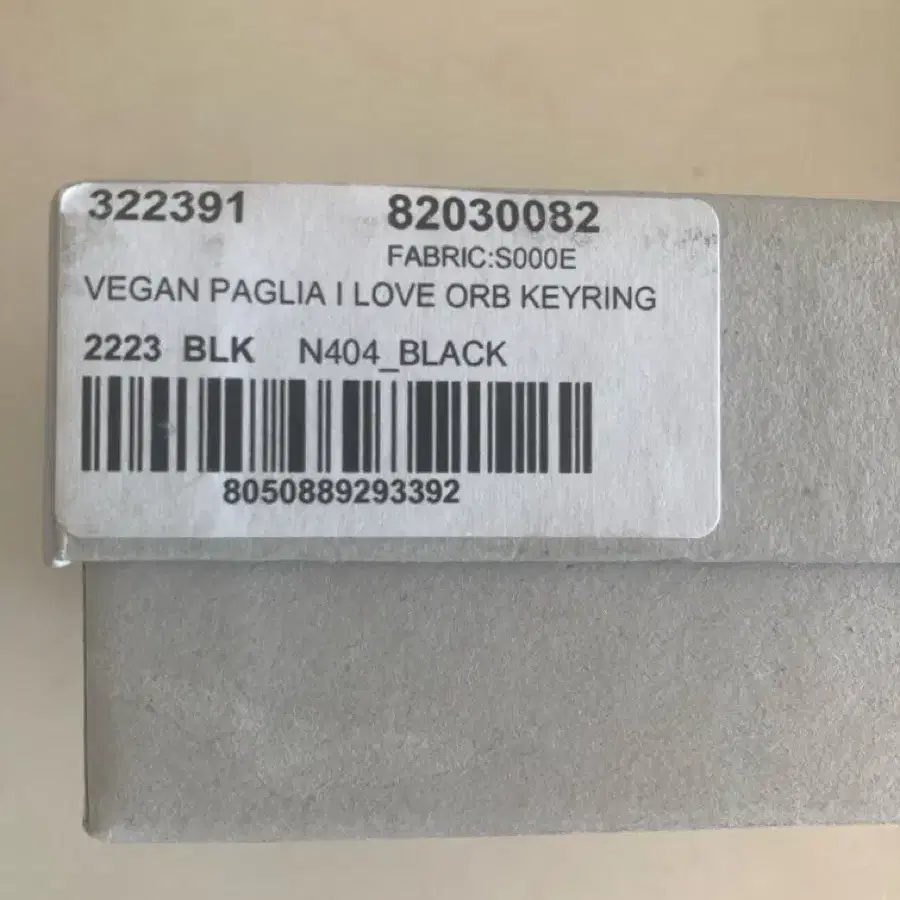 322391 82030082
FABRIC:S000E
VEGAN PAGLIA I LOVE ORB KEYRING
2223 BLK N404_BLACK
8050889293392